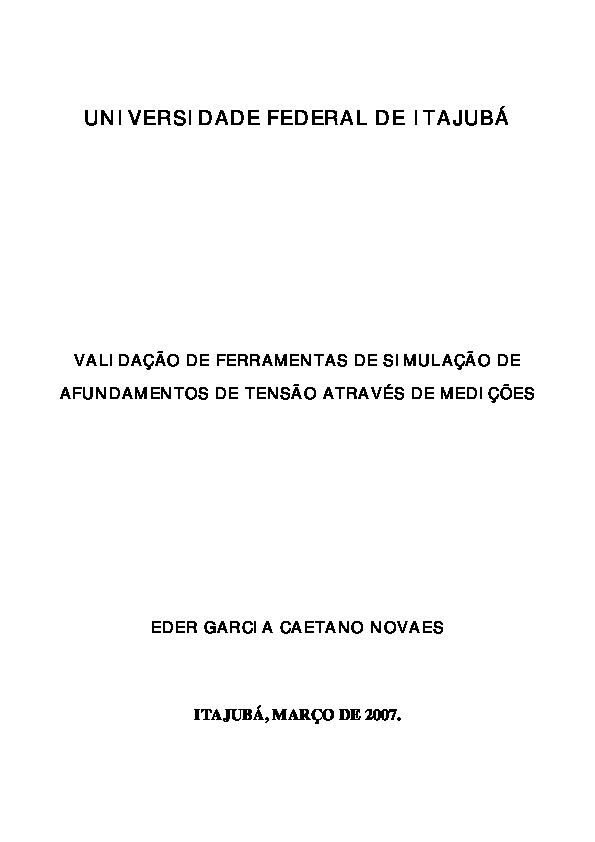 UNIVERSIDADE FEDERAL DE ITAJUBÁ
VALIDAÇÃO DE FERRAMENTAS DE SIMULAÇÃO DE
AFUNDAMENTOS DE TENSÃO ATRAVÉS DE MEDIÇÕES
EDER GARCIA CAETANO NOVAES
ITAJUBÁ, MARÇO DE 2007.